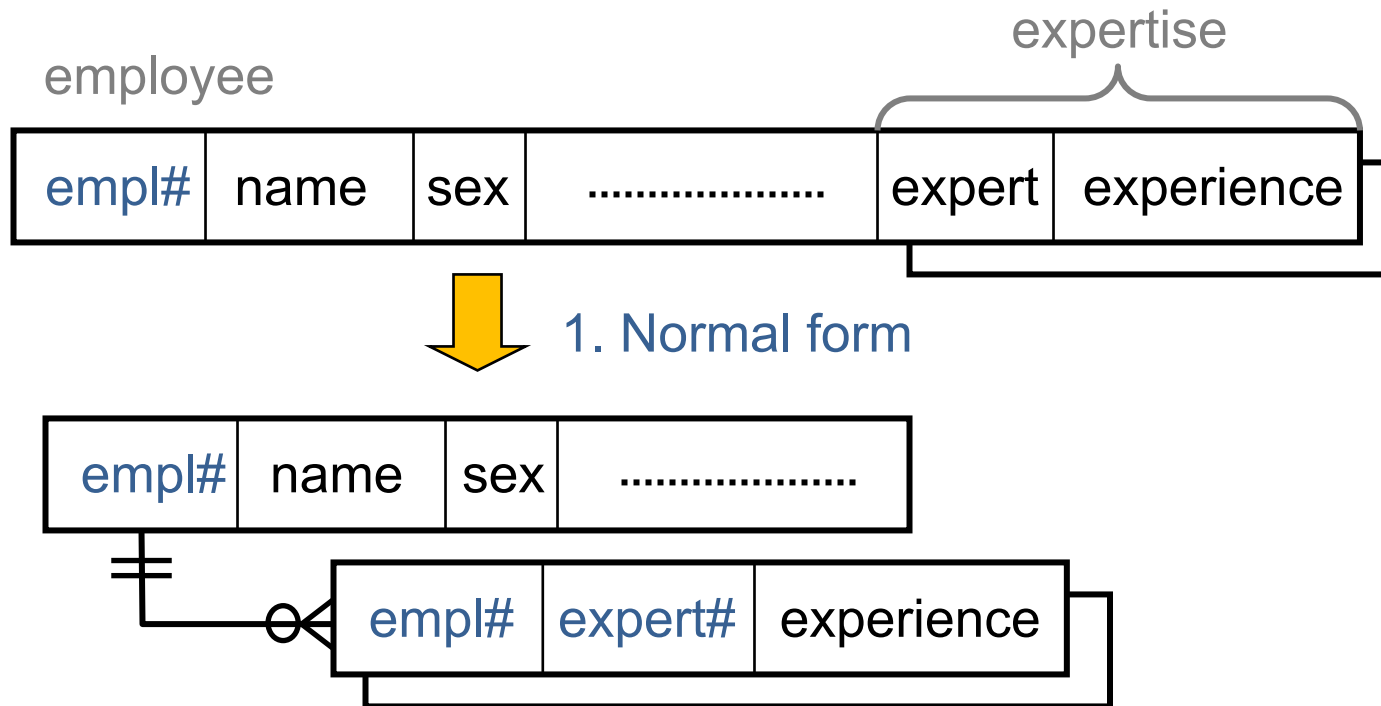 expertise
employee
empl# name sex .................... expert experience
1. Normal form
empl# name sex ....................
empl# expert# experience